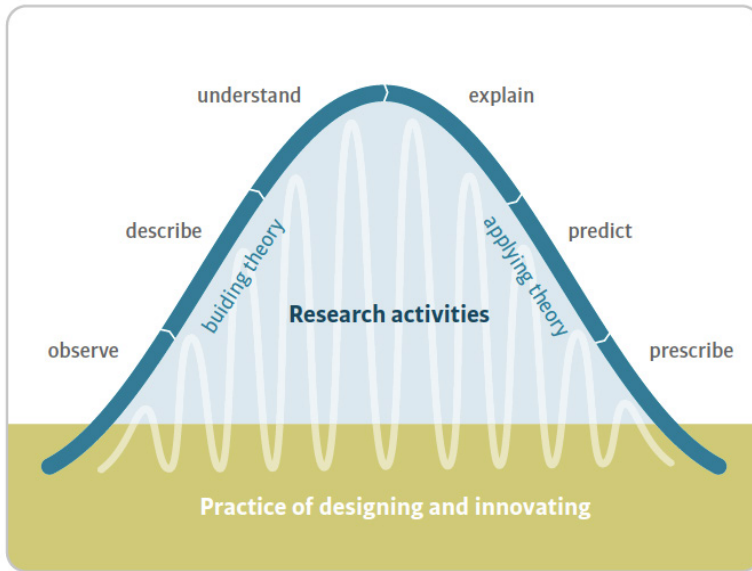 understand
explain
describe
predict
buiding theory
applying theory
Research activities
observe
prescribe
Practice of designing and innovating